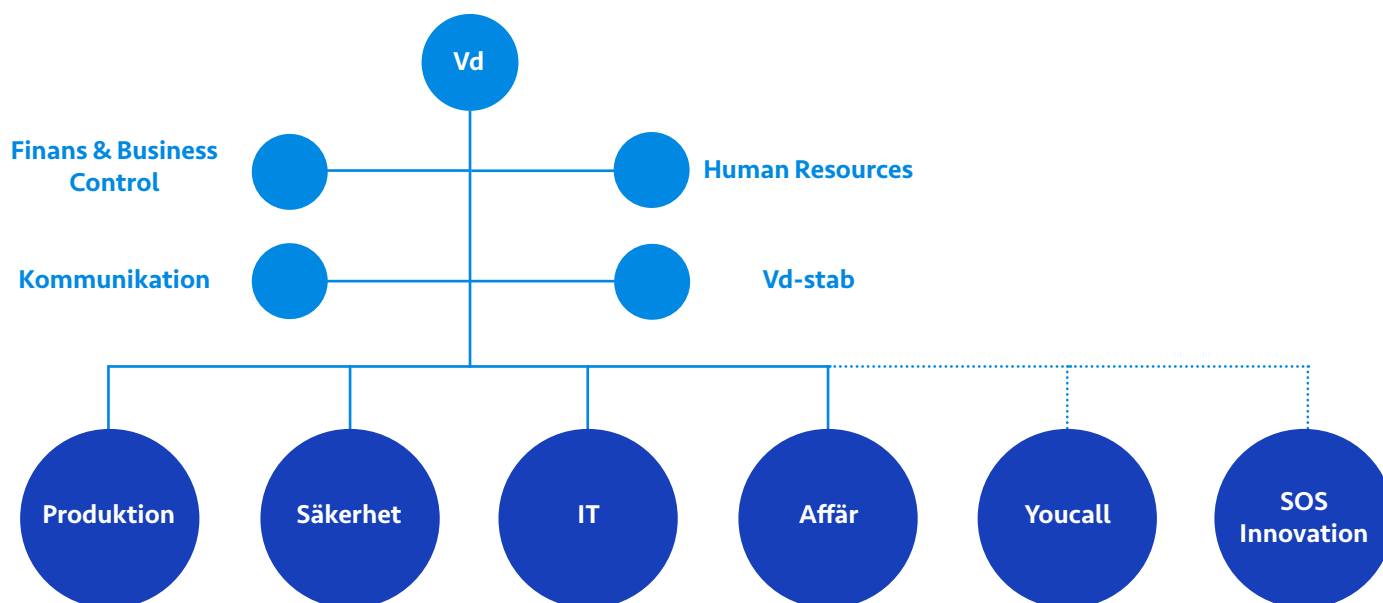 Vd
Finans & Business
Control
Human Resources
Kommunikation
Vd-stab
Produktion
Säkerhet
IT
Affär
Youcall
SOS
Innovation